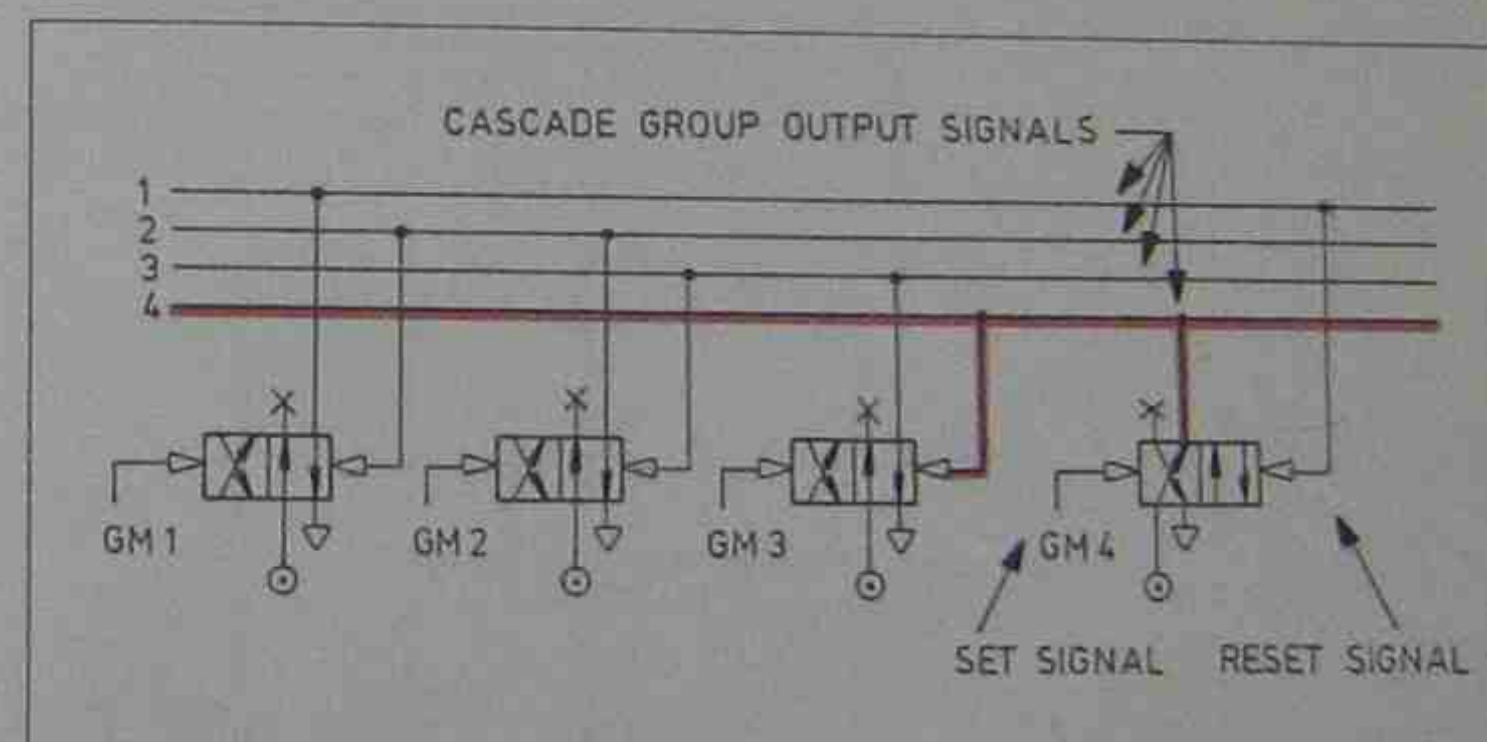 CASCADE GROUP OUTPUT SIGNALS
1
2
3
4
GM 1
GM 2
GM 3
GM 4
SET SIGNAL
RESET SIGNAL